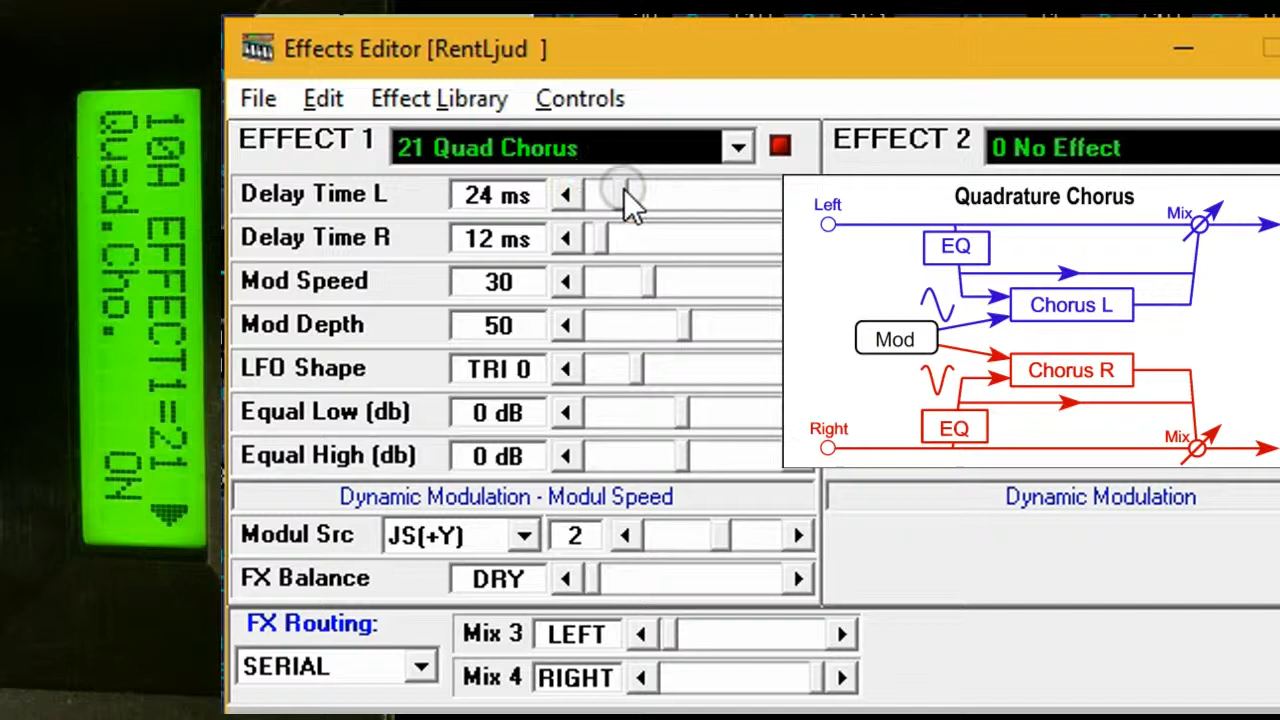 10A EFFECT1=21
Quad.Cho. ON
Effects Editor [RentLjud ]
File Edit Effect Library Controls
EFFECT 1 21 Quad Chorus
EFFECT 2 0 No Effect
Delay Time L 24 ms
Delay Time R 12 ms
Mod Speed 30
Mod Depth 50
LFO Shape TRI 0
Equal Low (db) 0 dB
Equal High (db) 0 dB
Dynamic Modulation - Modul Speed
Modul Src JS(+Y) 2
FX Balance DRY
FX Routing:
SERIAL
Mix 3 LEFT
Mix 4 RIGHT
Quadrature Chorus
Left
Mix
EQ
Chorus L
Mod
Chorus R
EQ
Right
Mix
Dynamic Modulation